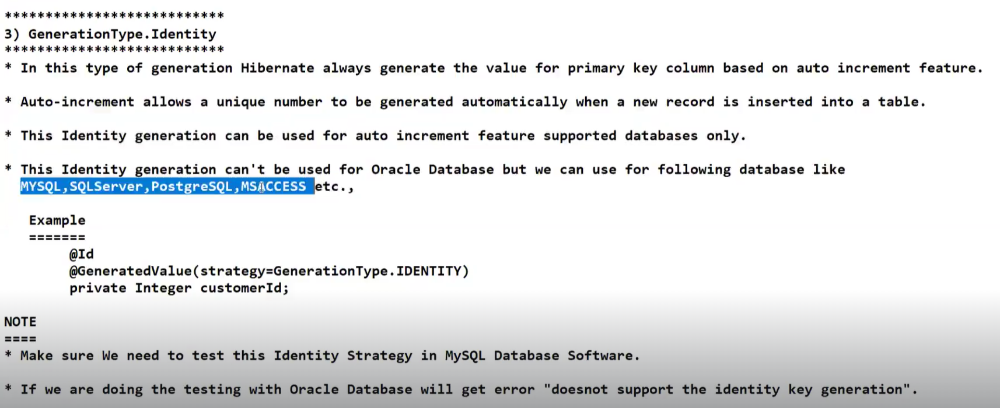 ***************************
3) GenerationType.Identity
***************************
* In this type of generation Hibernate always generate the value for primary key column based on auto increment feature.
* Auto-increment allows a unique number to be generated automatically when a new record is inserted into a table.
* This Identity generation can be used for auto increment feature supported databases only.
* This Identity generation can't be used for Oracle Database but we can use for following database like
MYSQL,SQLServer,PostgreSQL,MSACCESS etc.,
Example
=======
@Id
@GeneratedValue(strategy=GenerationType.IDENTITY)
private Integer customerId;
NOTE
====
* Make sure We need to test this Identity Strategy in MySQL Database Software.
* If we are doing the testing with Oracle Database will get error "doesnot support the identity key generation".